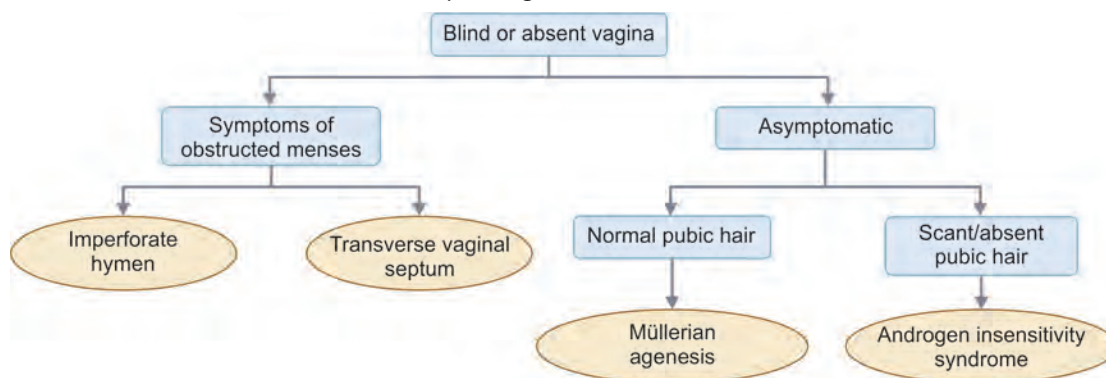 Blind or absent vagina
Symptoms of
obstructed menses
Asymptomatic
Imperforate
hymen
Transverse vaginal
septum
Normal pubic hair
Scant/absent
pubic hair
Müllerian
agenesis
Androgen insensitivity
syndrome